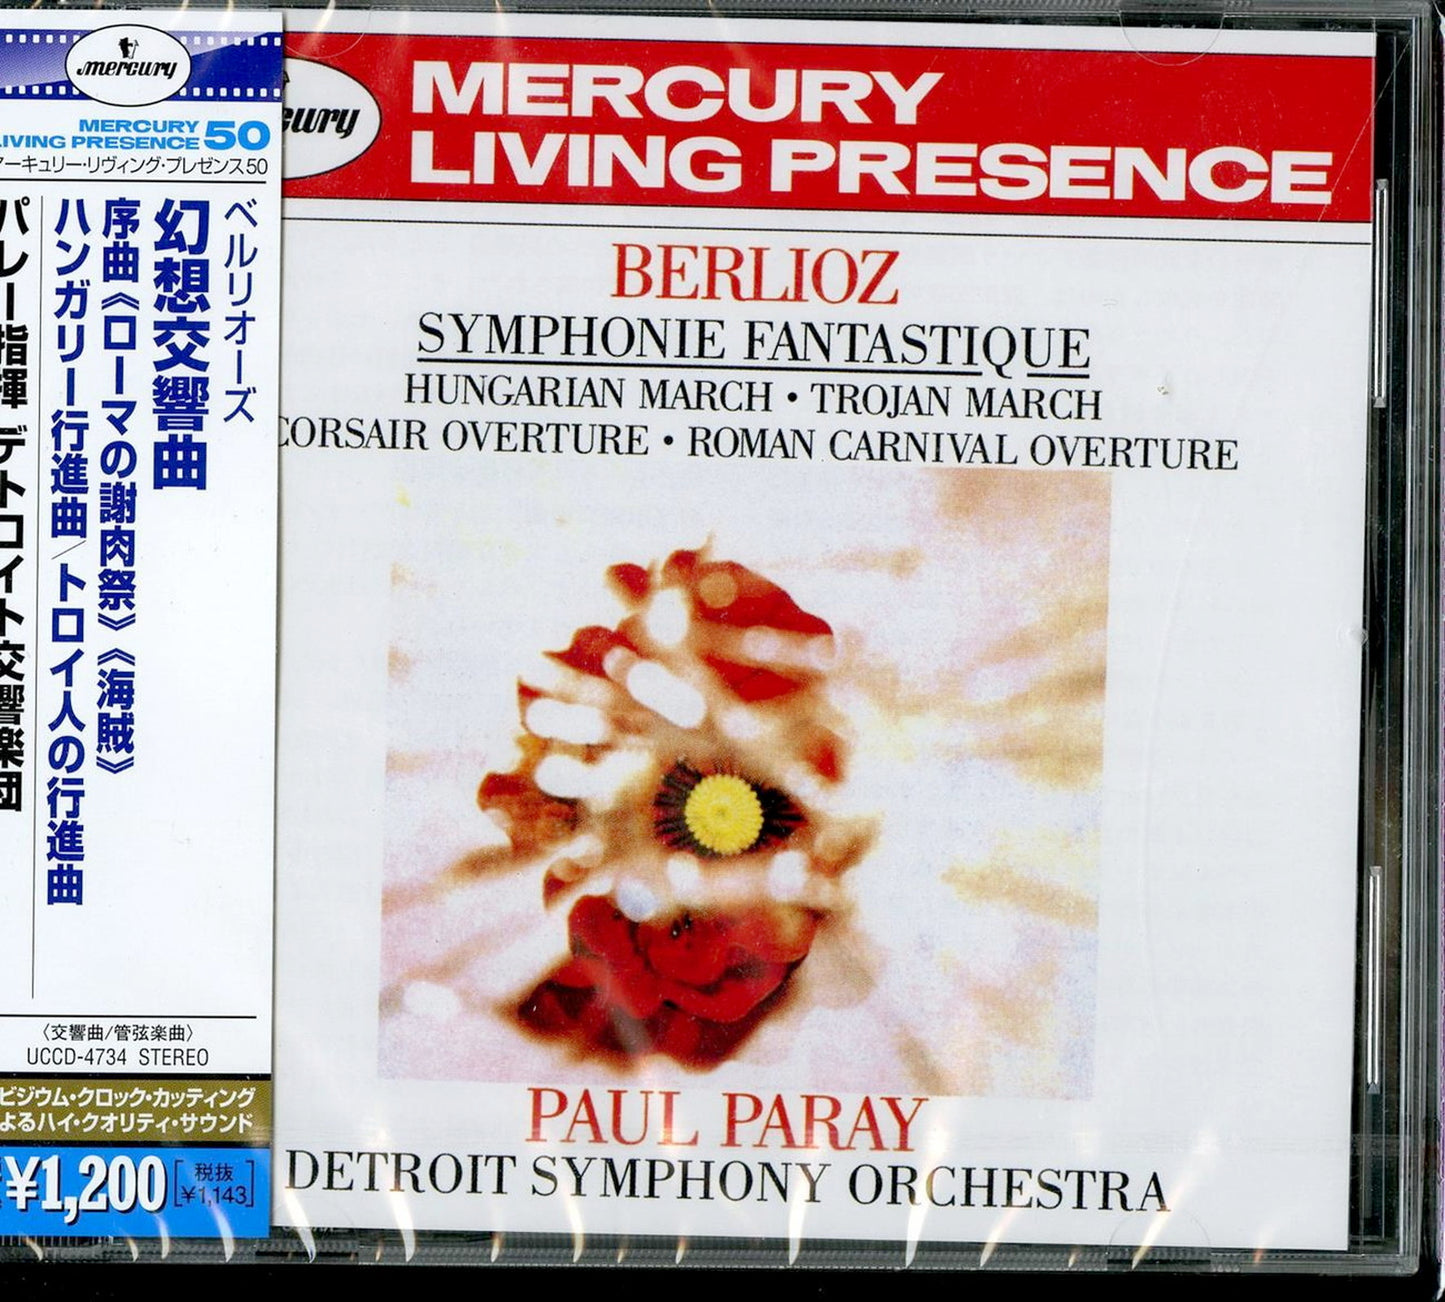 mercury
MERCURY
LIVING PRESENCE 50
マーキュリー・リヴィング・プレゼンス50
ベルリオーズ
幻想交響曲
序曲《ローマの謝肉祭》《海賊》
ハンガリー行進曲/トロイ人の行進曲
パレー指揮 デトロイト交響楽団
〈交響曲/管弦楽曲〉
UCCD-4734 STEREO
ビジウム・クロック・カッティング
よるハイ・クオリティ・サウンド
¥1,200 [税抜 ¥1,143]
cury
MERCURY
LIVING PRESENCE
BERLIOZ
SYMPHONIE FANTASTIQUE
HUNGARIAN MARCH • TROJAN MARCH
CORSAIR OVERTURE • ROMAN CARNIVAL OVERTURE
PAUL PARAY
DETROIT SYMPHONY ORCHESTRA